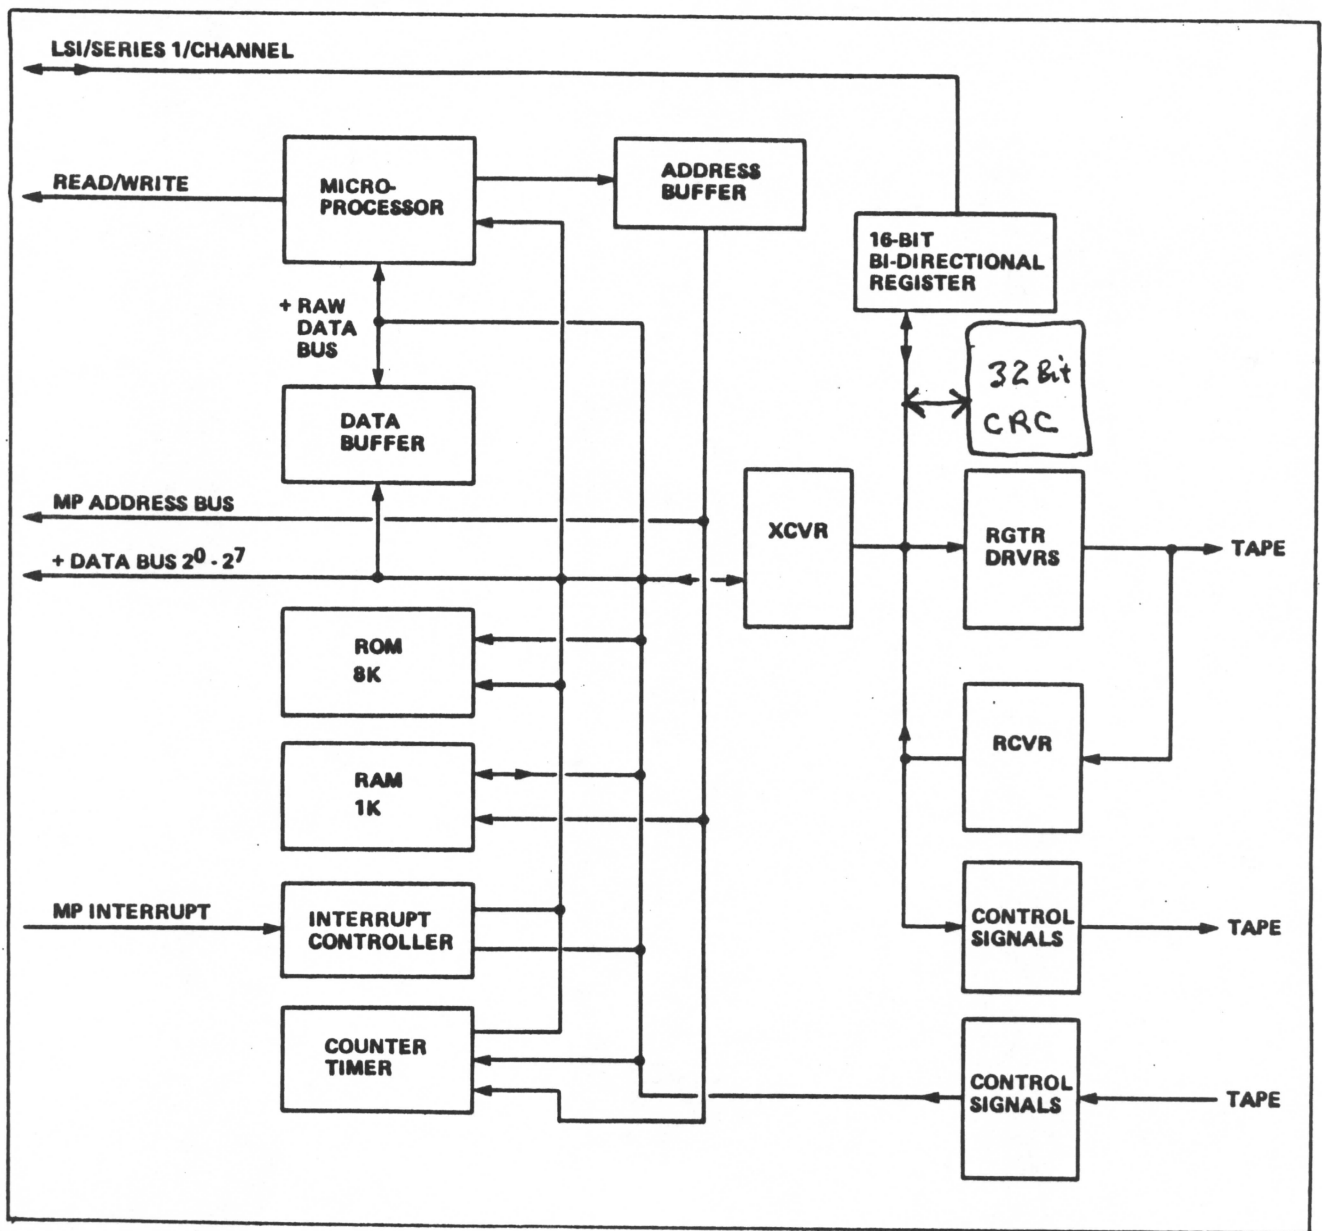 LSI/SERIES 1/CHANNEL
READ/WRITE
MICRO-
PROCESSOR
ADDRESS
BUFFER
16-BIT
BI-DIRECTIONAL
REGISTER
+ RAW
DATA
BUS
32 Bit
CRC
DATA
BUFFER
MP ADDRESS BUS
XCVR
RGTR
DRVRS
TAPE
+ DATA BUS 2⁰ - 2⁷
ROM
8K
RCVR
RAM
1K
MP INTERRUPT
INTERRUPT
CONTROLLER
CONTROL
SIGNALS
TAPE
COUNTER
TIMER
CONTROL
SIGNALS
TAPE